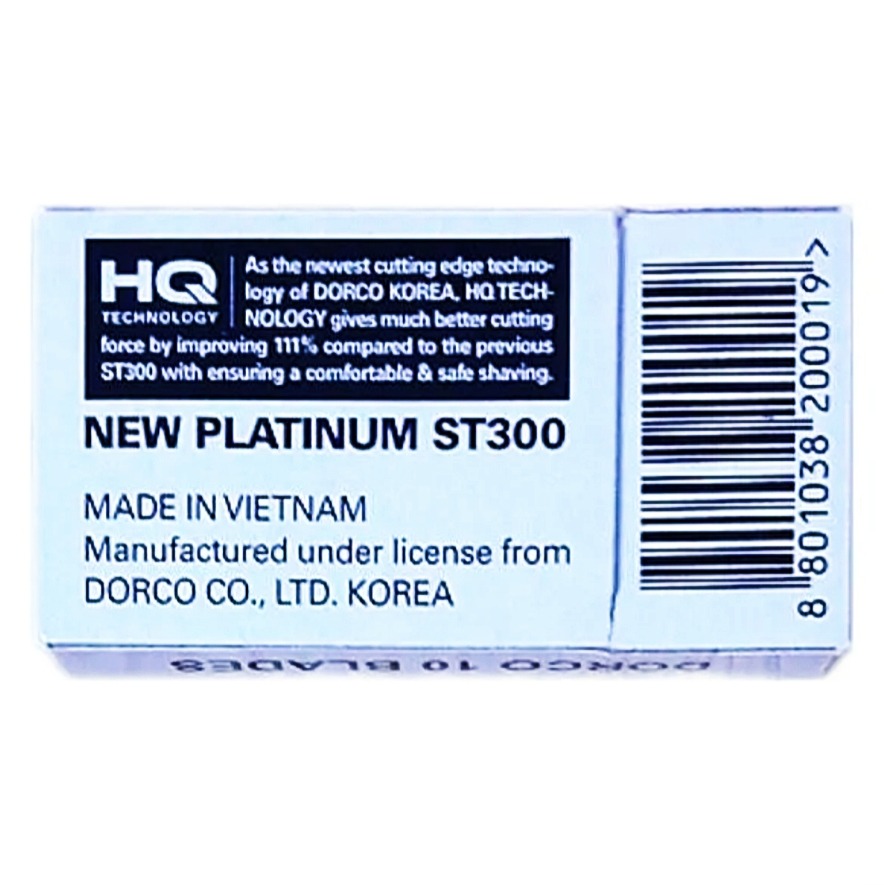 HQ
TECHNOLOGY
As the newest cutting edge techno-
logy of DORCO KOREA, HQ TECH-
NOLOGY gives much better cutting
force by improving 111% compared to the previous
ST300 with ensuring a comfortable & safe shaving.
NEW PLATINUM ST300
MADE IN VIETNAM
Manufactured under license from
DORCO CO., LTD. KOREA
DORCO 10 BLADES
8 801038 200019 >